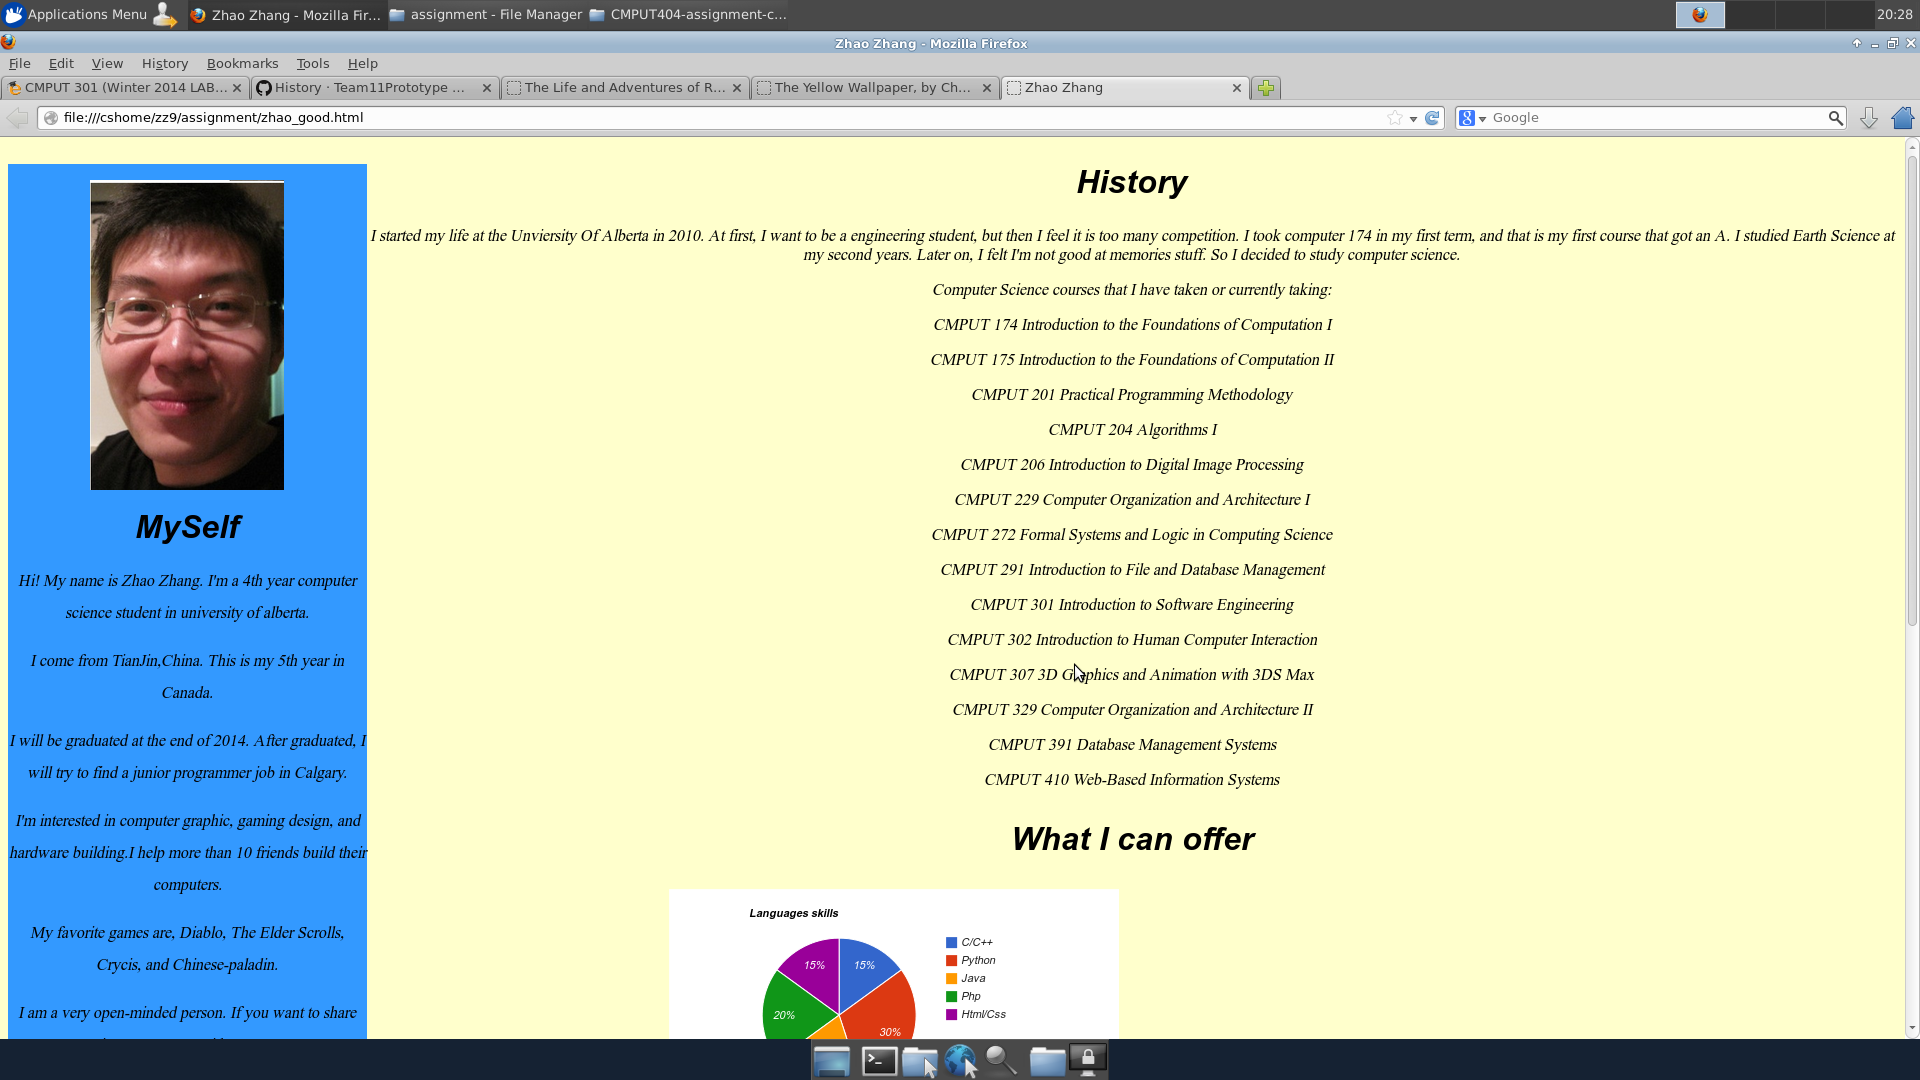 Applications Menu
Zhao Zhang - Mozilla Fir...
assignment - File Manager
CMPUT404-assignment-c...
20:28
Zhao Zhang - Mozilla Firefox
File Edit View History Bookmarks Tools Help
CMPUT 301 (Winter 2014 LAB...
History · Team11Prototype ...
The Life and Adventures of R...
The Yellow Wallpaper, by Ch...
Zhao Zhang
file:///cshome/zz9/assignment/zhao_good.html
Google
MySelf
Hi! My name is Zhao Zhang. I'm a 4th year computer
science student in university of alberta.
I come from TianJin,China. This is my 5th year in
Canada.
I will be graduated at the end of 2014. After graduated, I
will try to find a junior programmer job in Calgary.
I'm interested in computer graphic, gaming design, and
hardware building.I help more than 10 friends build their
computers.
My favorite games are, Diablo, The Elder Scrolls,
Crycis, and Chinese-paladin.
I am a very open-minded person. If you want to share
History
I started my life at the Unviersity Of Alberta in 2010. At first, I want to be a engineering student, but then I feel it is too many competition. I took computer 174 in my first term, and that is my first course that got an A. I studied Earth Science at
my second years. Later on, I felt I'm not good at memories stuff. So I decided to study computer science.
Computer Science courses that I have taken or currently taking:
CMPUT 174 Introduction to the Foundations of Computation I
CMPUT 175 Introduction to the Foundations of Computation II
CMPUT 201 Practical Programming Methodology
CMPUT 204 Algorithms I
CMPUT 206 Introduction to Digital Image Processing
CMPUT 229 Computer Organization and Architecture I
CMPUT 272 Formal Systems and Logic in Computing Science
CMPUT 291 Introduction to File and Database Management
CMPUT 301 Introduction to Software Engineering
CMPUT 302 Introduction to Human Computer Interaction
CMPUT 307 3D Graphics and Animation with 3DS Max
CMPUT 329 Computer Organization and Architecture II
CMPUT 391 Database Management Systems
CMPUT 410 Web-Based Information Systems
What I can offer
Languages skills
15%
15%
20%
30%
C/C++
Python
Java
Php
Html/Css